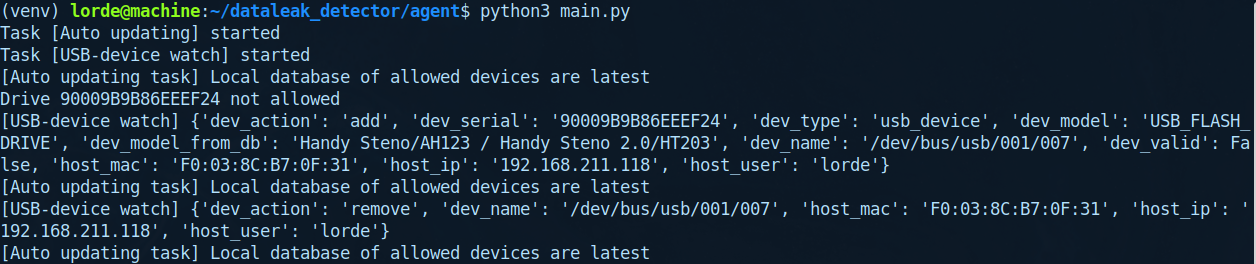 (venv) lorde@machine:~/dataleak_detector/agent$ python3 main.py
Task [Auto updating] started
Task [USB-device watch] started
[Auto updating task] Local database of allowed devices are latest
Drive 90009B9B86EEEF24 not allowed
[USB-device watch] {'dev_action': 'add', 'dev_serial': '90009B9B86EEEF24', 'dev_type': 'usb_device', 'dev_model': 'USB_FLASH_
DRIVE', 'dev_model_from_db': 'Handy Steno/AH123 / Handy Steno 2.0/HT203', 'dev_name': '/dev/bus/usb/001/007', 'dev_valid': Fa
lse, 'host_mac': 'F0:03:8C:B7:0F:31', 'host_ip': '192.168.211.118', 'host_user': 'lorde'}
[Auto updating task] Local database of allowed devices are latest
[USB-device watch] {'dev_action': 'remove', 'dev_name': '/dev/bus/usb/001/007', 'host_mac': 'F0:03:8C:B7:0F:31', 'host_ip': '
192.168.211.118', 'host_user': 'lorde'}
[Auto updating task] Local database of allowed devices are latest